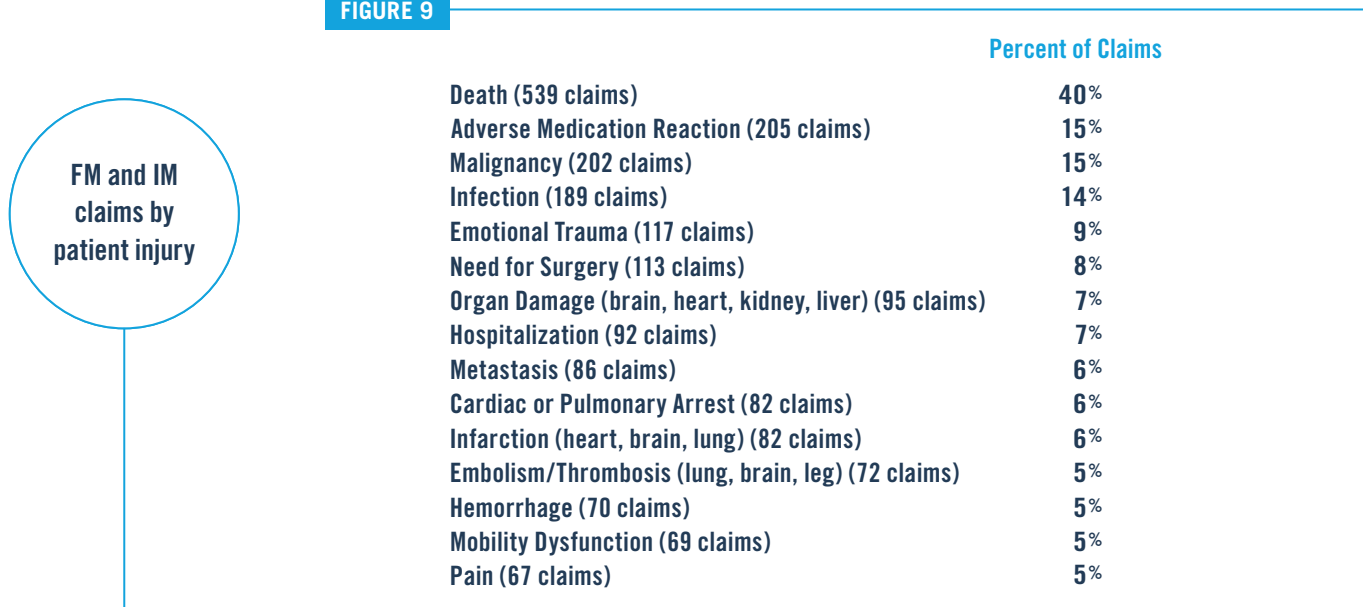 FIGURE 9
Percent of Claims
FM and IM
claims by
patient injury
Death (539 claims) 40%
Adverse Medication Reaction (205 claims) 15%
Malignancy (202 claims) 15%
Infection (189 claims) 14%
Emotional Trauma (117 claims) 9%
Need for Surgery (113 claims) 8%
Organ Damage (brain, heart, kidney, liver) (95 claims) 7%
Hospitalization (92 claims) 7%
Metastasis (86 claims) 6%
Cardiac or Pulmonary Arrest (82 claims) 6%
Infarction (heart, brain, lung) (82 claims) 6%
Embolism/Thrombosis (lung, brain, leg) (72 claims) 5%
Hemorrhage (70 claims) 5%
Mobility Dysfunction (69 claims) 5%
Pain (67 claims) 5%